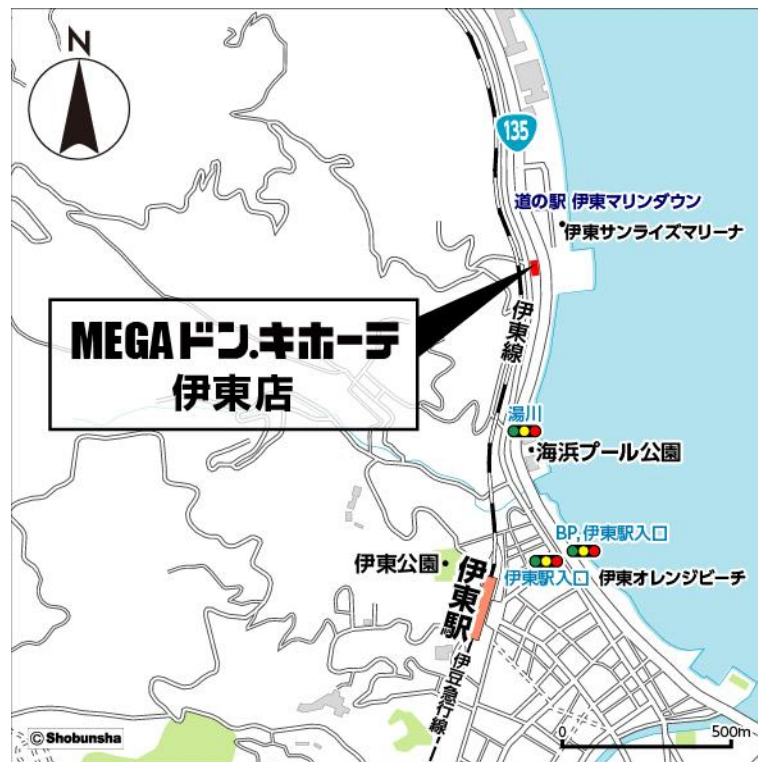 N
135
道の駅 伊東マリンダウン
伊東サンライズマリーナ
MEGAドン.キホーテ
伊東店
伊東線
湯川
海浜プール公園
BP,伊東駅入口
伊東駅入口
伊東オレンジビーチ
伊東公園
伊東駅
伊豆急行線
© Shobunsha
0
500m